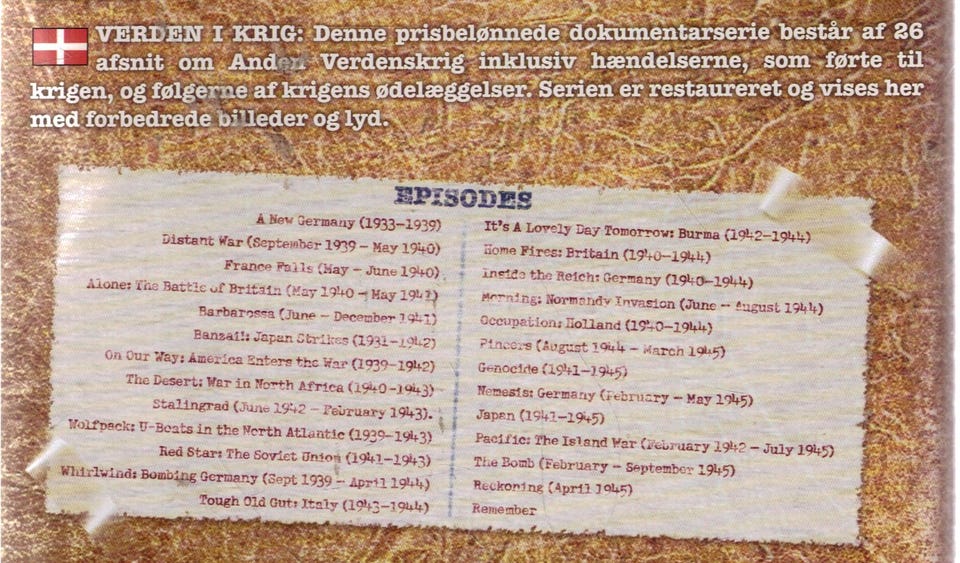 VERDEN I KRIG: Denne prisbelønnede dokumentarserie består af 26
afsnit om Anden Verdenskrig inklusiv hændelserne, som førte til
krigen, og følgerne af krigens ødelæggelser. Serien er restaureret og vises her
med forbedrede billeder og lyd.
EPISODES
A New Germany (1933–1939)
Distant War (September 1939 – May 1940)
France Falls (May – June 1940)
Alone: The Battle of Britain (May 1940 – May 1941)
Barbarossa (June – December 1941)
Banzai!: Japan Strikes (1931–1942)
On Our Way: America Enters the War (1939–1942)
The Desert: War in North Africa (1940–1943)
Stalingrad (June 1942 – February 1943).
Wolfpack: U-Boats in the North Atlantic (1939–1943)
Red Star: The Soviet Union (1941–1943)
Whirlwind: Bombing Germany (Sept 1939 – April 1944)
Tough Old Gut: Italy (1943–1944)
It's A Lovely Day Tomorrow: Burma (1942–1944)
Home Fires: Britain (1940–1944)
Inside the Reich: Germany (1940–1944)
Morning: Normandy Invasion (June – August 1944)
Occupation: Holland (1940–1944)
Pincers (August 1944 – March 1945)
Genocide (1941–1945)
Nemesis: Germany (February – May 1945)
Japan (1941–1945)
Pacific: The Island War (February 1942 – July 1945)
The Bomb (February – September 1945)
Reckoning (April 1945)
Remember